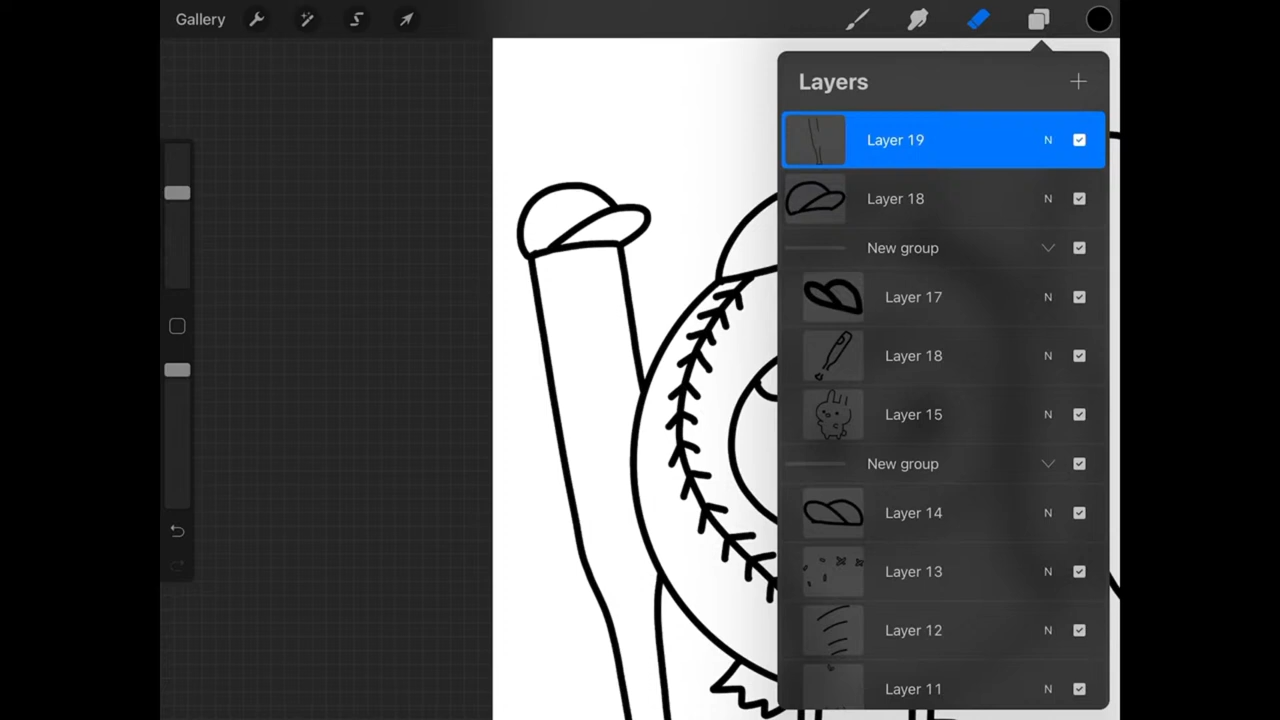 Gallery
Layers
Layer 19 N
Layer 18 N
New group
Layer 17 N
Layer 18 N
Layer 15 N
New group
Layer 14 N
Layer 13 N
Layer 12 N
Layer 11 N